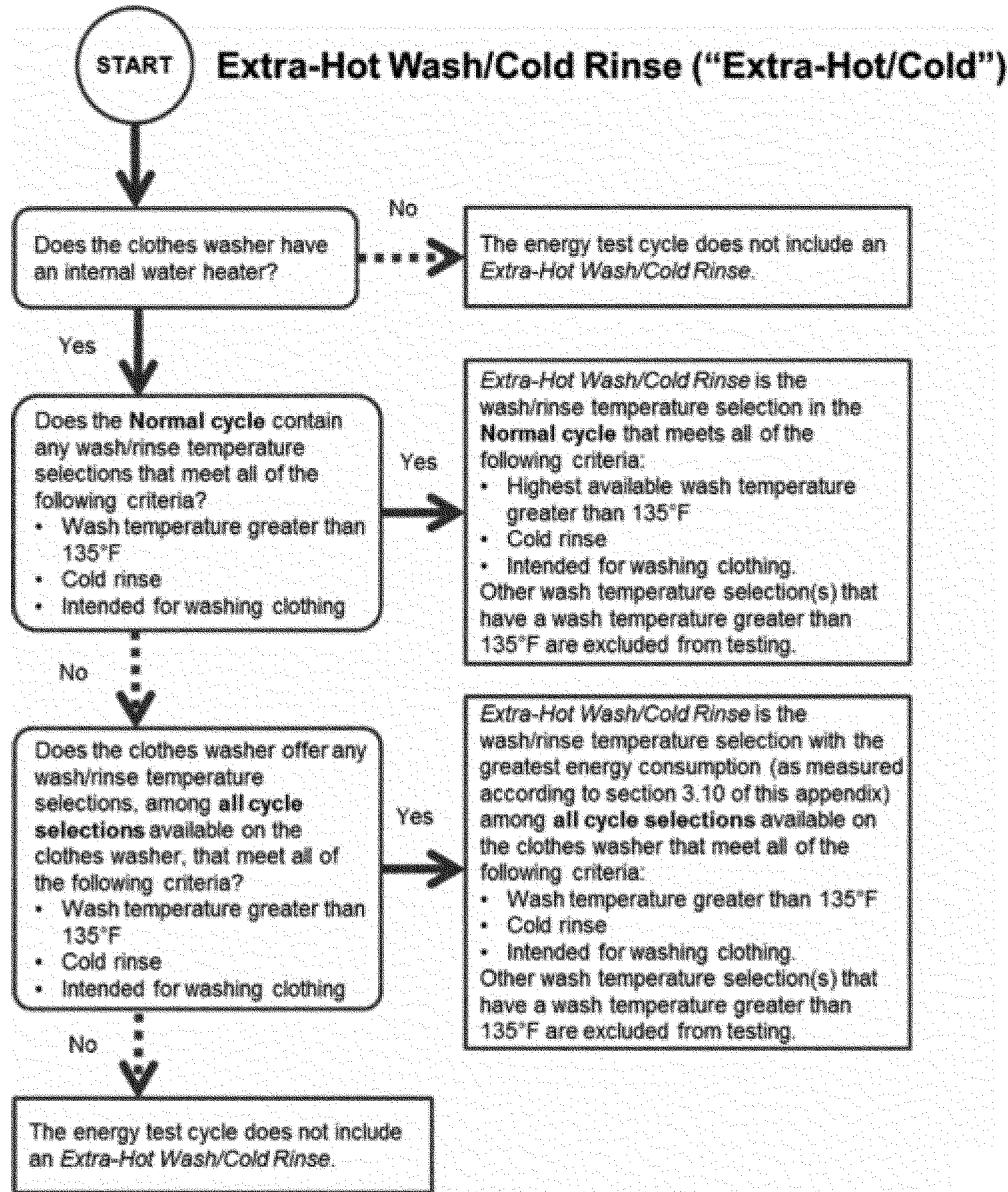 START
Extra-Hot Wash/Cold Rinse ("Extra-Hot/Cold")
Does the clothes washer have
an internal water heater?
No
The energy test cycle does not include an
Extra-Hot Wash/Cold Rinse.
Yes
Does the Normal cycle contain
any wash/rinse temperature
selections that meet all of the
following criteria?
• Wash temperature greater than
135°F
• Cold rinse
• Intended for washing clothing
Yes
Extra-Hot Wash/Cold Rinse is the
wash/rinse temperature selection in the
Normal cycle that meets all of the
following criteria:
• Highest available wash temperature
greater than 135°F
• Cold rinse
• Intended for washing clothing.
Other wash temperature selection(s) that
have a wash temperature greater than
135°F are excluded from testing.
No
Does the clothes washer offer any
wash/rinse temperature
selections, among all cycle
selections available on the
clothes washer, that meet all of
the following criteria?
• Wash temperature greater than
135°F
• Cold rinse
• Intended for washing clothing
Yes
Extra-Hot Wash/Cold Rinse is the
wash/rinse temperature selection with the
greatest energy consumption (as measured
according to section 3.10 of this appendix)
among all cycle selections available on
the clothes washer that meet all of the
following criteria:
• Wash temperature greater than 135°F
• Cold rinse
• Intended for washing clothing.
Other wash temperature selection(s) that
have a wash temperature greater than
135°F are excluded from testing.
No
The energy test cycle does not include
an Extra-Hot Wash/Cold Rinse.